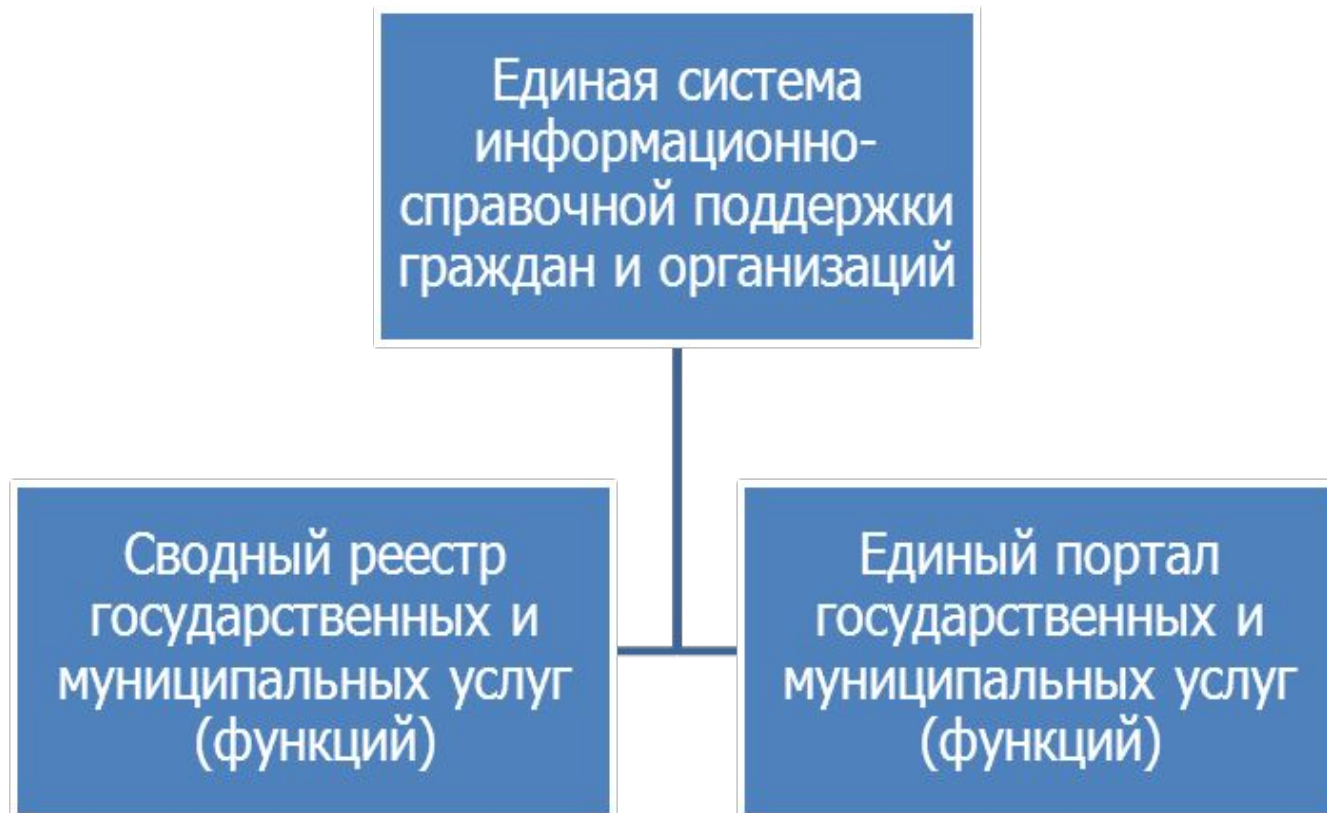 Единая система
информационно-
справочной поддержки
граждан и организаций
Сводный реестр
государственных и
муниципальных услуг
(функций)
Единый портал
государственных и
муниципальных услуг
(функций)